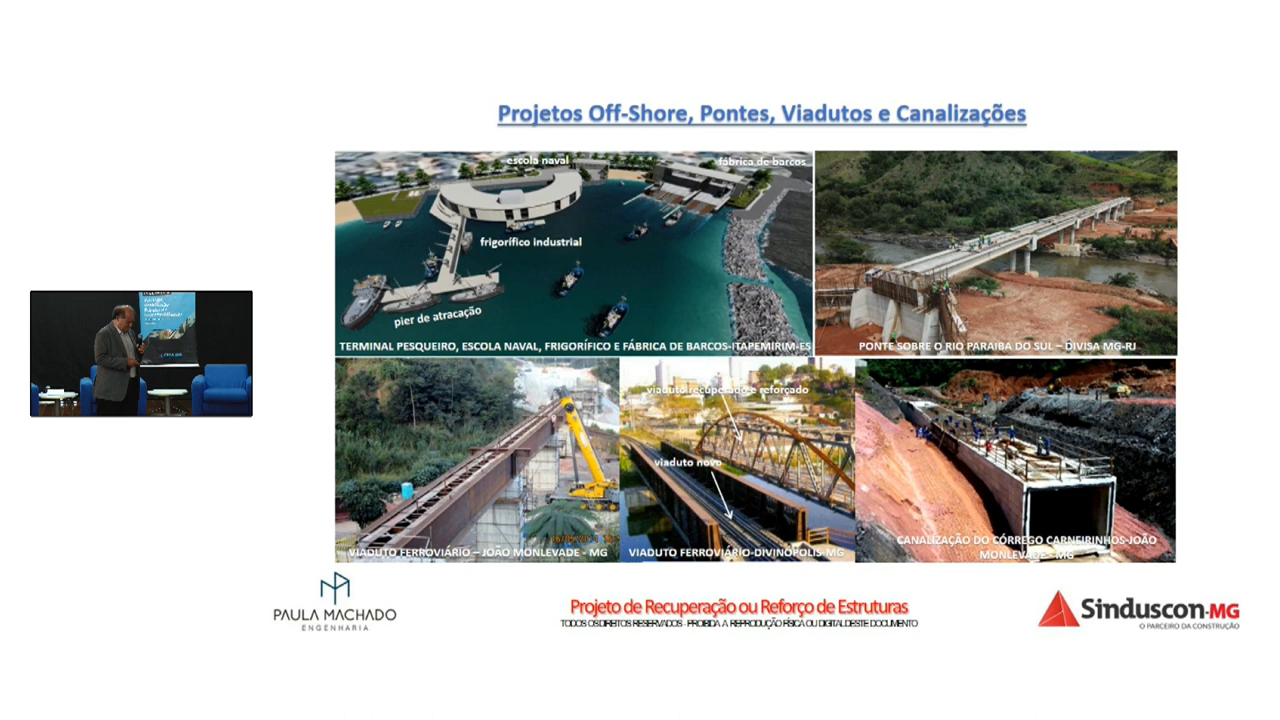 Projetos Off-Shore, Pontes, Viadutos e Canalizações
escola naval
fábrica de barcos
frigorífico industrial
pier de atracação
TERMINAL PESQUEIRO, ESCOLA NAVAL, FRIGORÍFICO E FÁBRICA DE BARCOS-ITAPEMIRIM-ES
PONTE SOBRE O RIO PARAIBA DO SUL – DIVISA MG-RJ
viaduto recuperado e reforçado
viaduto novo
VIADUTO FERROVIÁRIO – JOÃO MONLEVADE - MG
VIADUTO FERROVIÁRIO-DIVINÓPOLIS-MG
CANALIZAÇÃO DO CÓRREGO CARNEIRINHOS-JOÃO
MONLEVADE - MG
PAULA MACHADO
ENGENHARIA
Projeto de Recuperação ou Reforço de Estruturas
TODOS OS DIREITOS RESERVADOS - PROIBIDA A REPRODUÇÃO FÍSICA OU DIGITAL DESTE DOCUMENTO
Sinduscon-MG
O PARCEIRO DA CONSTRUÇÃO